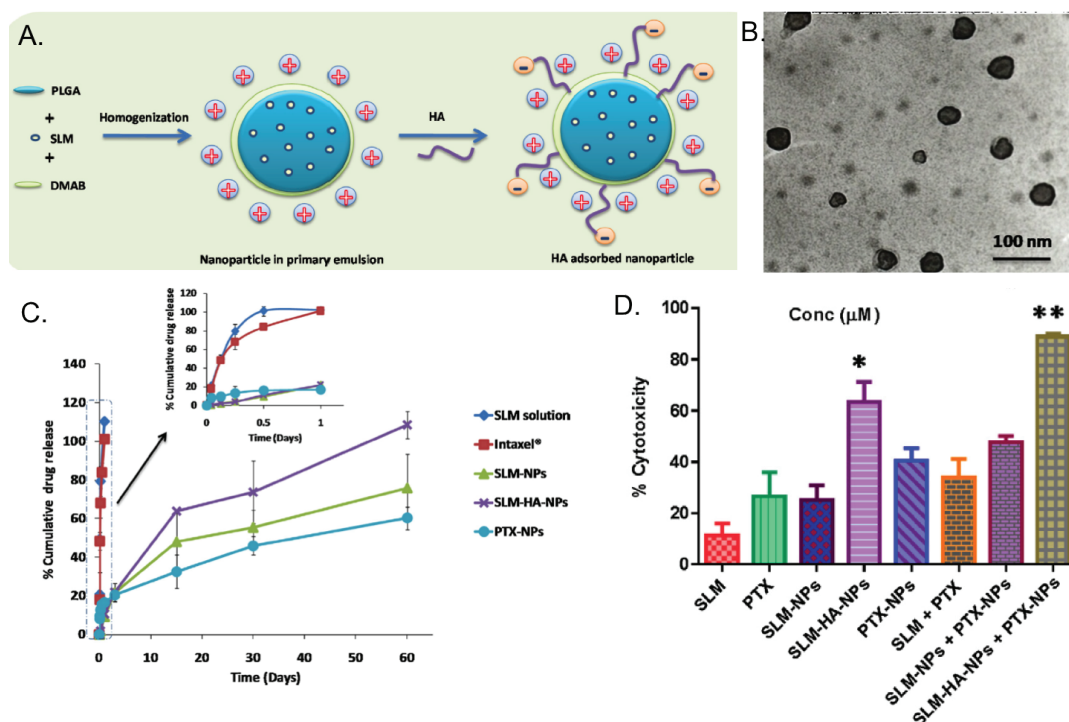 A.
PLGA
+
SLM
+
DMAB
Homogenization
HA
Nanoparticle in primary emulsion
HA adsorbed nanoparticle
B.
100 nm
C.
% Cumulative drug release
140
120
100
80
60
40
20
0
0 10 20 30 40 50 60
Time (Days)
% Cumulative drug release
120
100
80
60
40
20
0
0 0.5 1
Time (Days)
SLM solution
Intaxel®
SLM-NPs
SLM-HA-NPs
PTX-NPs
D.
Conc (μM)
% Cytotoxicity
100
80
60
40
20
0
*
**
SLM
PTX
SLM-NPs
SLM-HA-NPs
PTX-NPs
SLM + PTX
SLM-NPs + PTX-NPs
SLM-HA-NPs + PTX-NPs